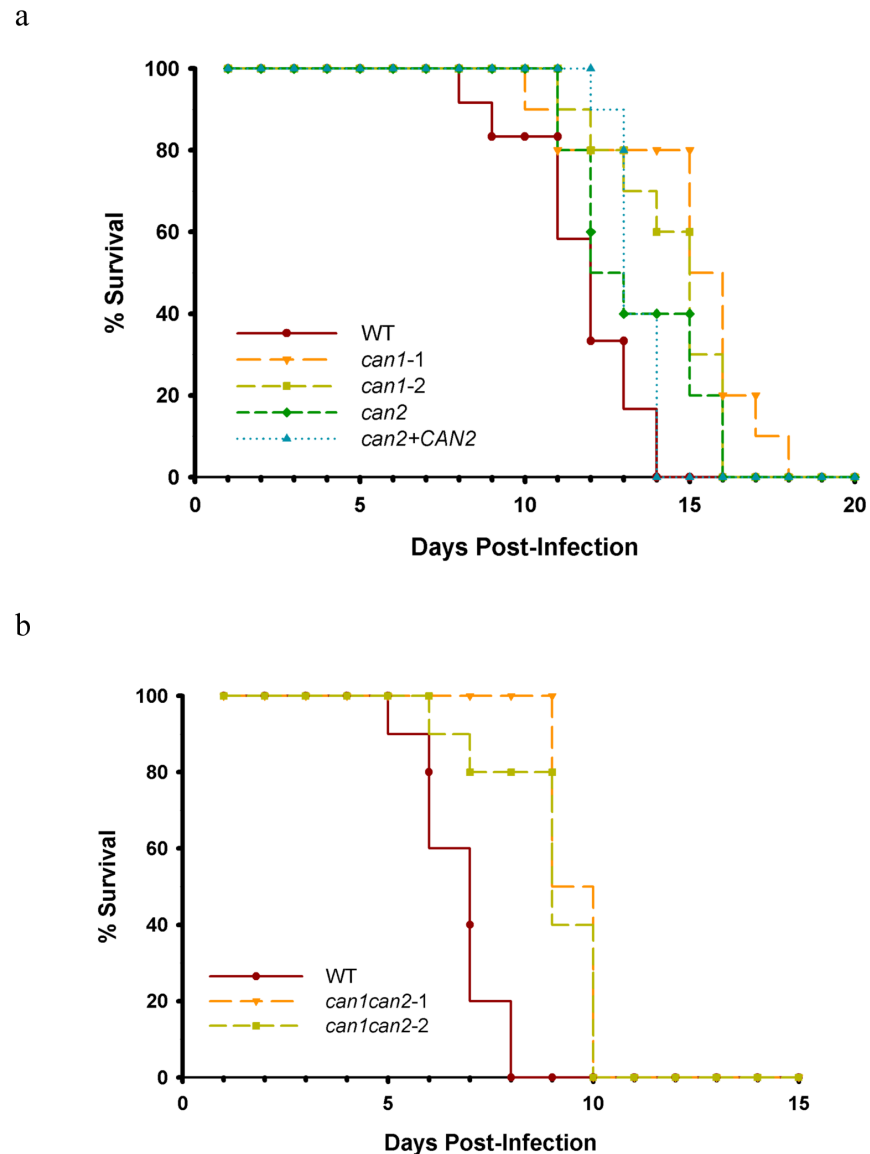 a
100
80
60
40
20
0
% Survival
WT
can1-1
can1-2
can2
can2+CAN2
0 5 10 15 20
Days Post-Infection
b
100
80
60
40
20
0
% Survival
WT
can1can2-1
can1can2-2
0 5 10 15
Days Post-Infection